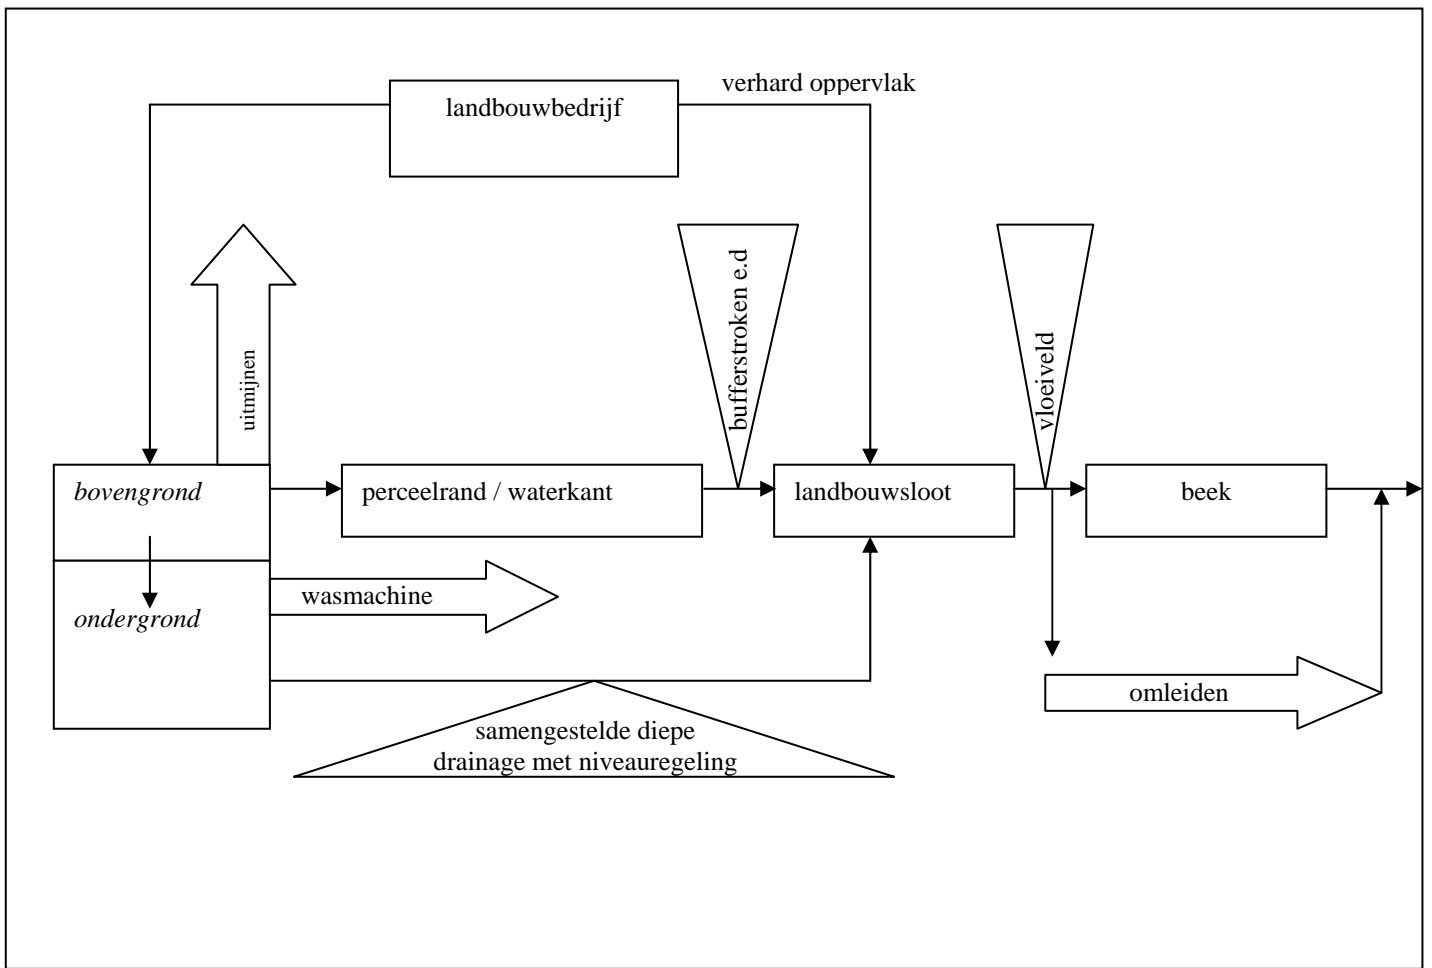 verhard oppervlak
landbouwbedrijf
bufferstroken e.d
vloeiveld
uitmijnen
bovengrond
perceelrand / waterkant
landbouwsloot
beek
wasmachine
ondergrond
omleiden
samengestelde diepe
drainage met niveauregeling